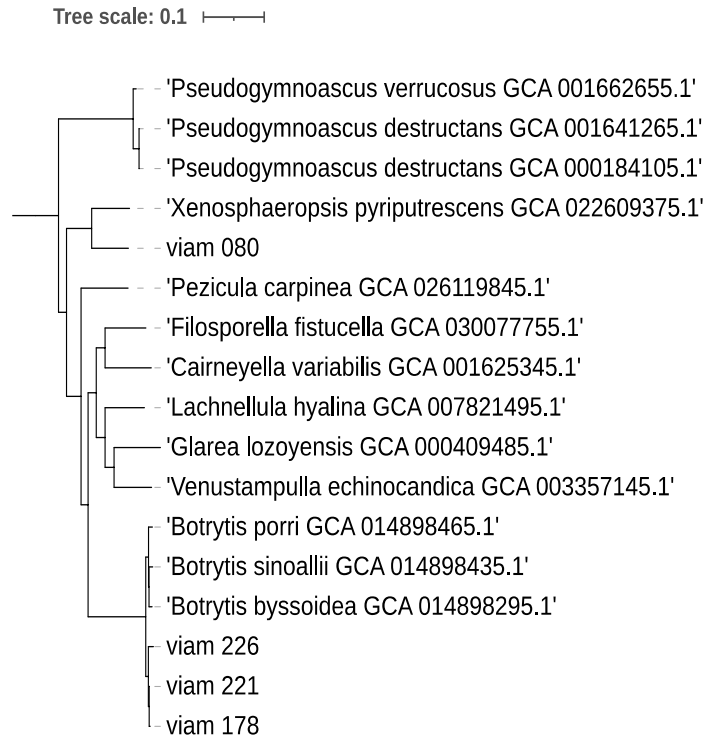 Tree scale: 0.1
'Pseudogymnoascus verrucosus GCA 001662655.1'
'Pseudogymnoascus destructans GCA 001641265.1'
'Pseudogymnoascus destructans GCA 000184105.1'
'Xenosphaeropsis pyriputrescens GCA 022609375.1'
viam 080
'Pezicula carpinea GCA 026119845.1'
'Filosporella fistucella GCA 030077755.1'
'Cairneyella variabilis GCA 001625345.1'
'Lachnellula hyalina GCA 007821495.1'
'Glarea lozoyensis GCA 000409485.1'
'Venustampulla echinocandica GCA 003357145.1'
'Botrytis porri GCA 014898465.1'
'Botrytis sinoallii GCA 014898435.1'
'Botrytis byssoidea GCA 014898295.1'
viam 226
viam 221
viam 178